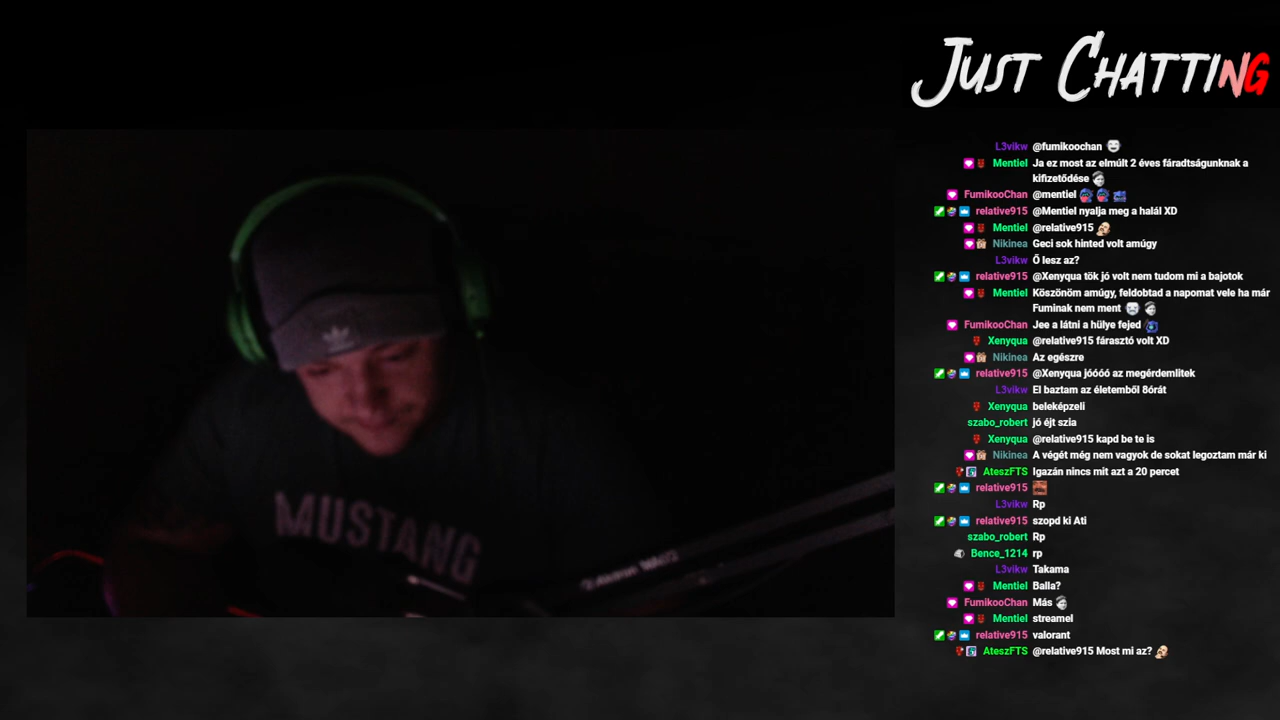 JUST CHATTING
L3vikw @fumikoochan
Mentiel Ja ez most az elmúlt 2 éves fáradtságunknak a
kifizetődése
FumikooChan @mentiel
relative915 @Mentiel nyalja meg a halál XD
Mentiel @relative915
Nikinea Geci sok hinted volt amúgy
L3vikw Ő lesz az?
relative915 @Xenyqua tök jó volt nem tudom mi a bajotok
Mentiel Köszönöm amúgy, feldobtad a napomat vele ha már
Fuminak nem ment
FumikooChan Jee a látni a hülye fejed
Xenyqua @relative915 fárasztó volt XD
Nikinea Az egészre
relative915 @Xenyqua jóóóó az megérdemlitek
L3vikw El baztam az életemből 8órát
Xenyqua beleképzeli
szabo_robert jó éjt szia
Xenyqua @relative915 kapd be te is
Nikinea A végét még nem vagyok de sokat legoztam már ki
AteszFTS Igazán nincs mit azt a 20 percet
relative915
L3vikw Rp
relative915 szopd ki Ati
szabo_robert Rp
Bence_1214 rp
L3vikw Takama
Mentiel Balla?
FumikooChan Más
Mentiel streamel
relative915 valorant
AteszFTS @relative915 Most mi az?
MUSTANG